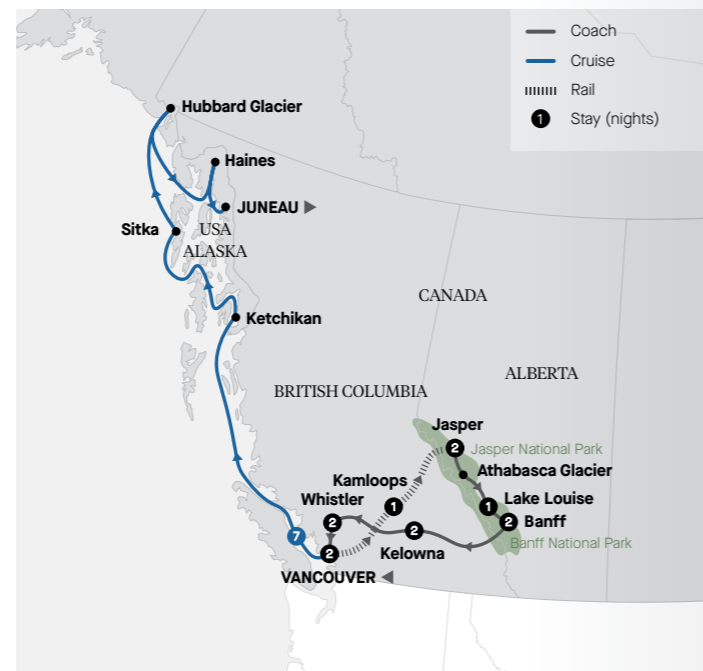 Coach
Cruise
Rail
1 Stay (nights)
Hubbard Glacier
Haines
JUNEAU
Sitka
USA
ALASKA
Ketchikan
CANADA
ALBERTA
BRITISH COLUMBIA
Jasper
2
Jasper National Park
Athabasca Glacier
Kamloops
1
Lake Louise
1
Whistler
2
Banff
2
Kelowna
2
Banff National Park
7
2
VANCOUVER